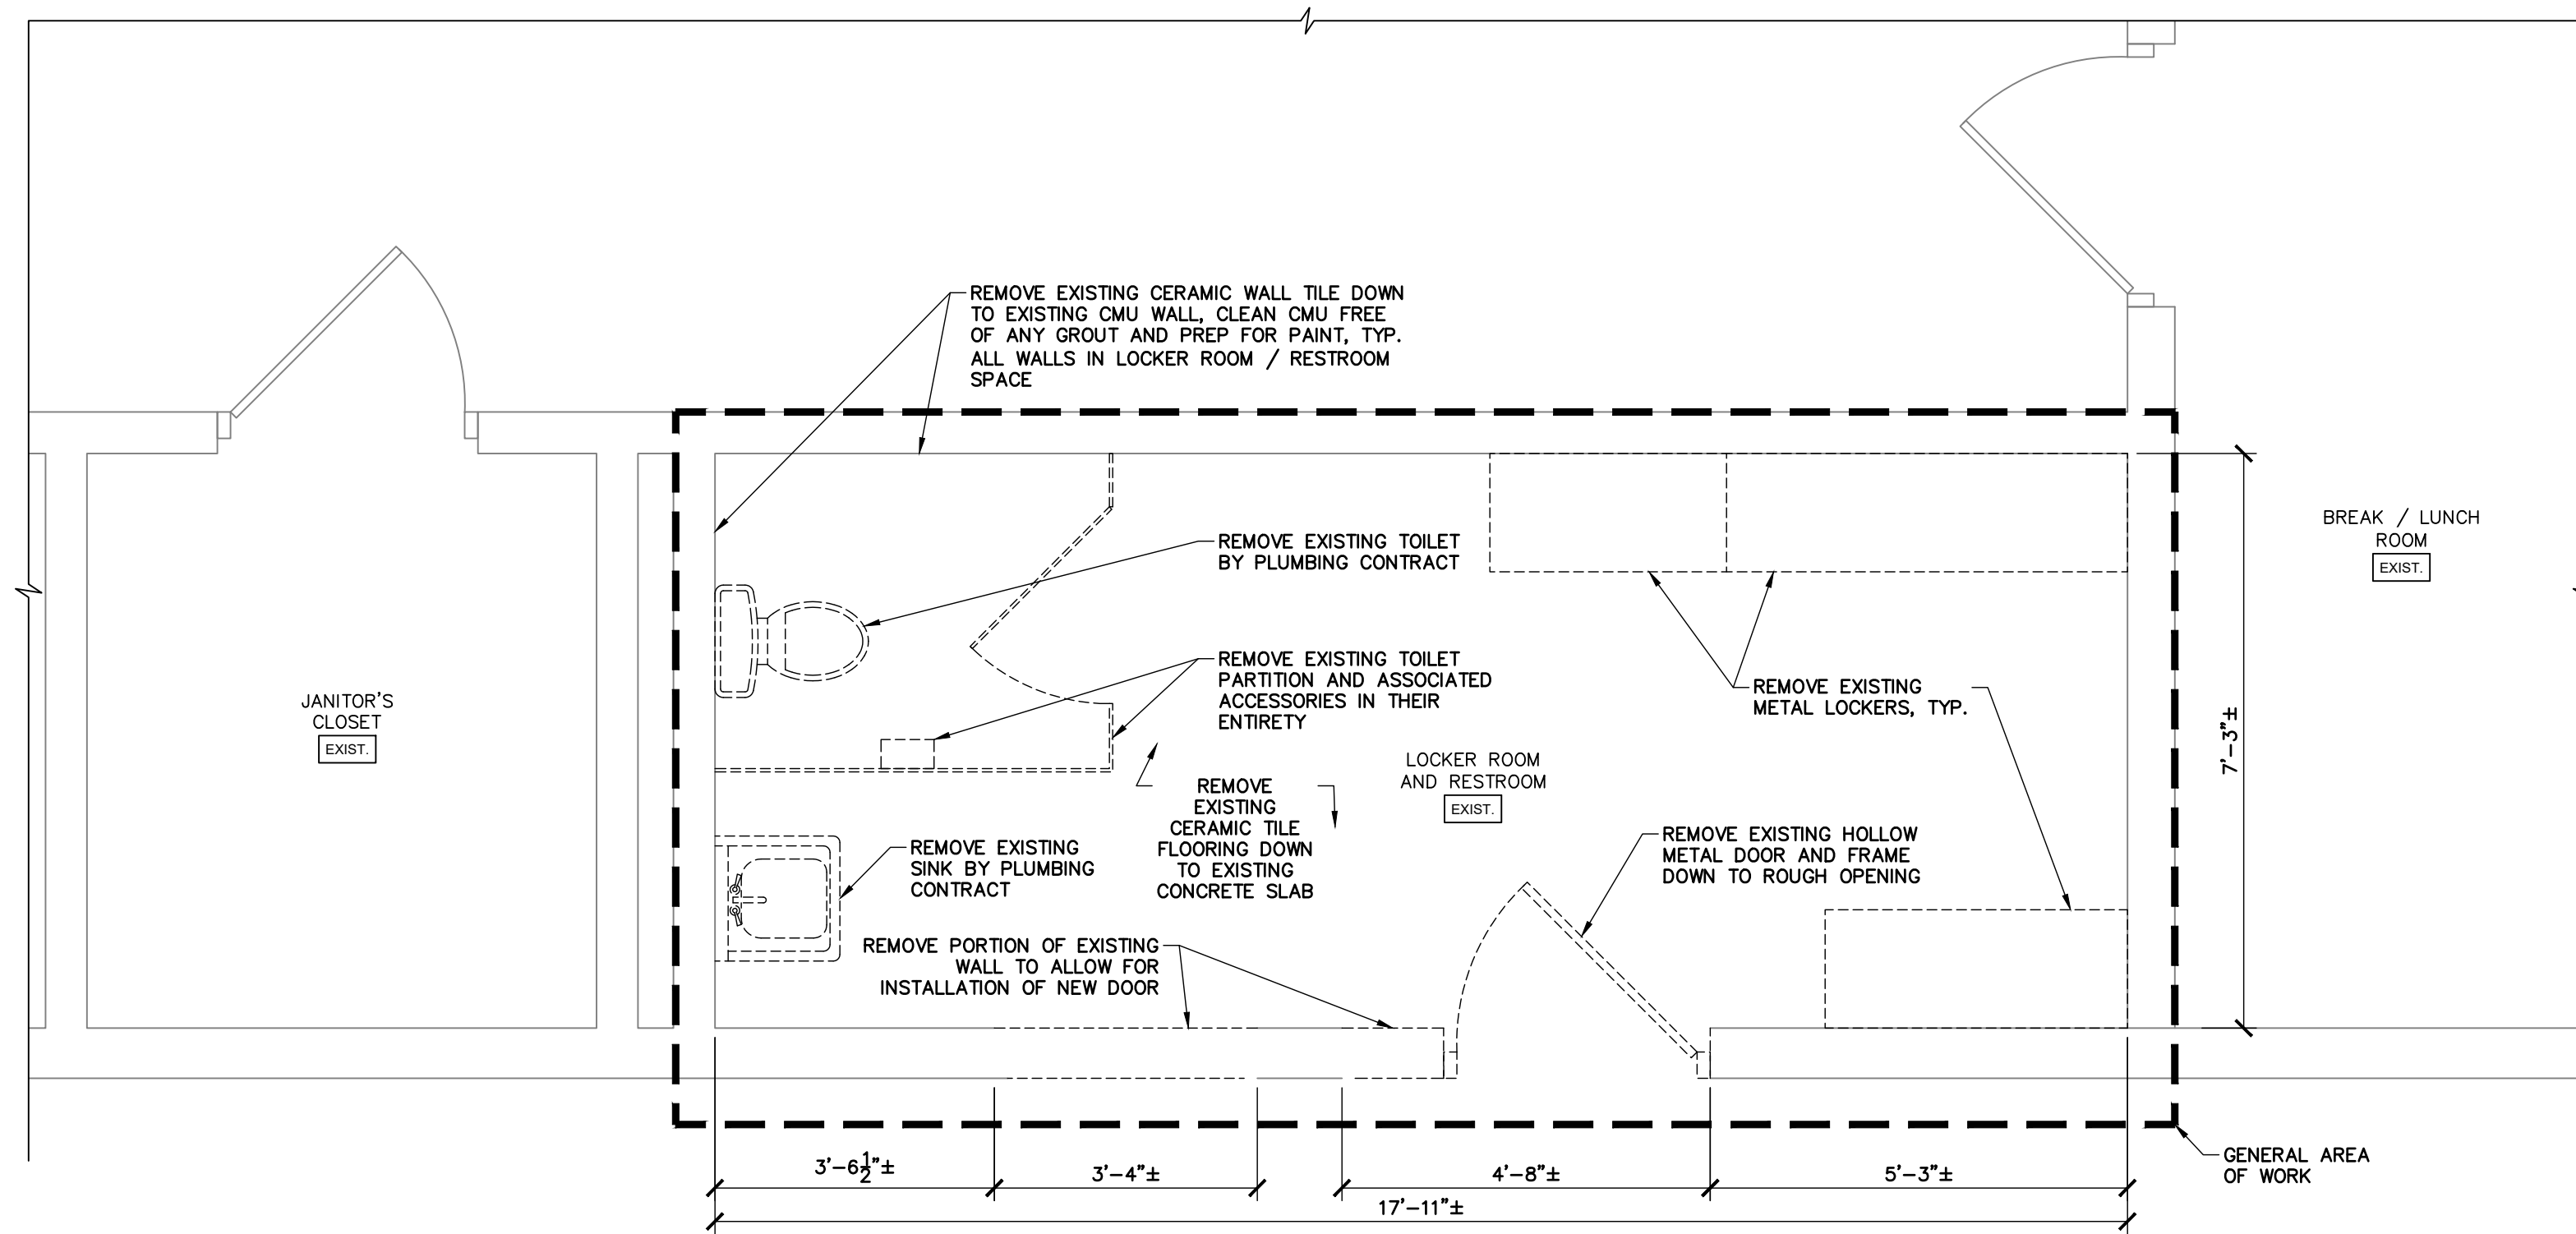 REMOVE EXISTING CERAMIC WALL TILE DOWN
TO EXISTING CMU WALL, CLEAN CMU FREE
OF ANY GROUT AND PREP FOR PAINT, TYP.
ALL WALLS IN LOCKER ROOM / RESTROOM
SPACE
BREAK / LUNCH
ROOM
EXIST.
REMOVE EXISTING TOILET
BY PLUMBING CONTRACT
REMOVE EXISTING TOILET
PARTITION AND ASSOCIATED
ACCESSORIES IN THEIR
ENTIRETY
REMOVE EXISTING
METAL LOCKERS, TYP.
JANITOR'S
CLOSET
EXIST.
7'-3"±
LOCKER ROOM
AND RESTROOM
EXIST.
REMOVE
EXISTING
CERAMIC TILE
FLOORING DOWN
TO EXISTING
CONCRETE SLAB
REMOVE EXISTING HOLLOW
METAL DOOR AND FRAME
DOWN TO ROUGH OPENING
REMOVE EXISTING
SINK BY PLUMBING
CONTRACT
REMOVE PORTION OF EXISTING
WALL TO ALLOW FOR
INSTALLATION OF NEW DOOR
GENERAL AREA
OF WORK
3'-6½"±
3'-4"±
4'-8"±
5'-3"±
17'-11"±